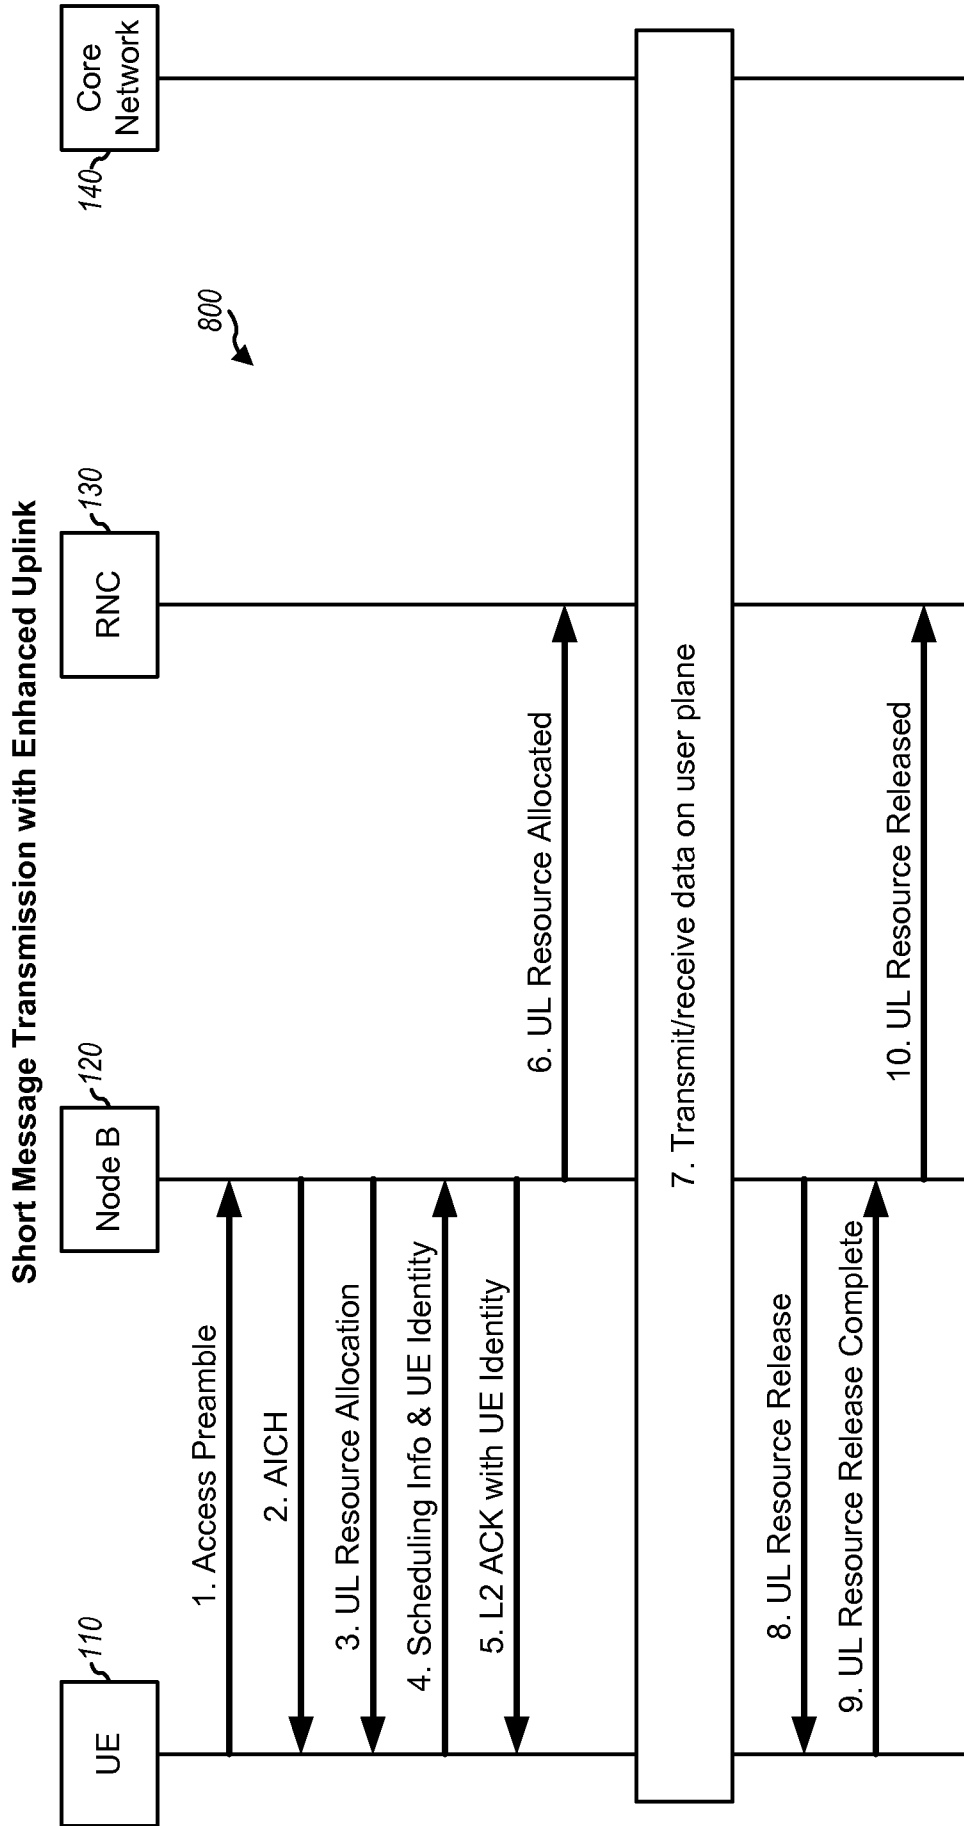 Short Message Transmission with Enhanced Uplink
UE
110
Node B
120
RNC
130
Core
Network
140
800
1. Access Preamble
2. AICH
3. UL Resource Allocation
4. Scheduling Info & UE Identity
5. L2 ACK with UE Identity
6. UL Resource Allocated
7. Transmit/receive data on user plane
8. UL Resource Release
9. UL Resource Release Complete
10. UL Resource Released